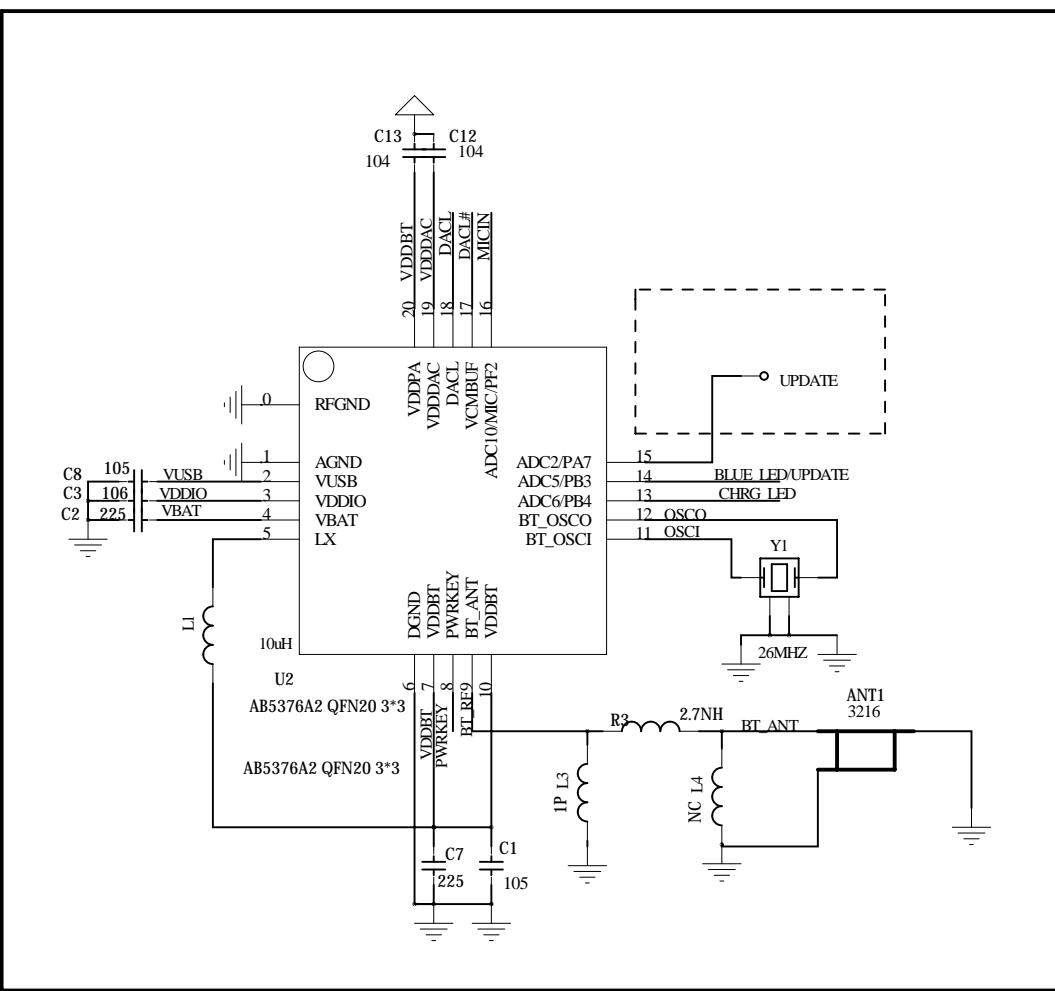 C13
C12
104
104
VDDBT
VDDDAC
DACL
DACL#
MICIN
20
19
18
17
16
VDDPA
VDDDAC
DACL
VCMBUF
ADC10/MIC/PF2
0
RFGND
UPDATE
1
AGND
C8
105
VUSB
2
VUSB
C3
106
VDDIO
3
VDDIO
C2
225
VBAT
4
VBAT
5
LX
ADC2/PA7
15
ADC5/PB3
14
BLUE_LED/UPDATE
ADC6/PB4
13
CHRG_LED
BT_OSCO
12
OSCO
BT_OSCI
11
OSCI
Y1
26MHZ
DGND
VDDBT
PWRKEY
BT_ANT
VDDBT
L1
10uH
U2
AB5376A2 QFN20 3*3
AB5376A2 QFN20 3*3
6
7
8
9
10
VDDBT
PWRKEY
BT_RF
R3
2.7NH
BT_ANT
ANT1
3216
1P
L3
NC
L4
C7
225
C1
105